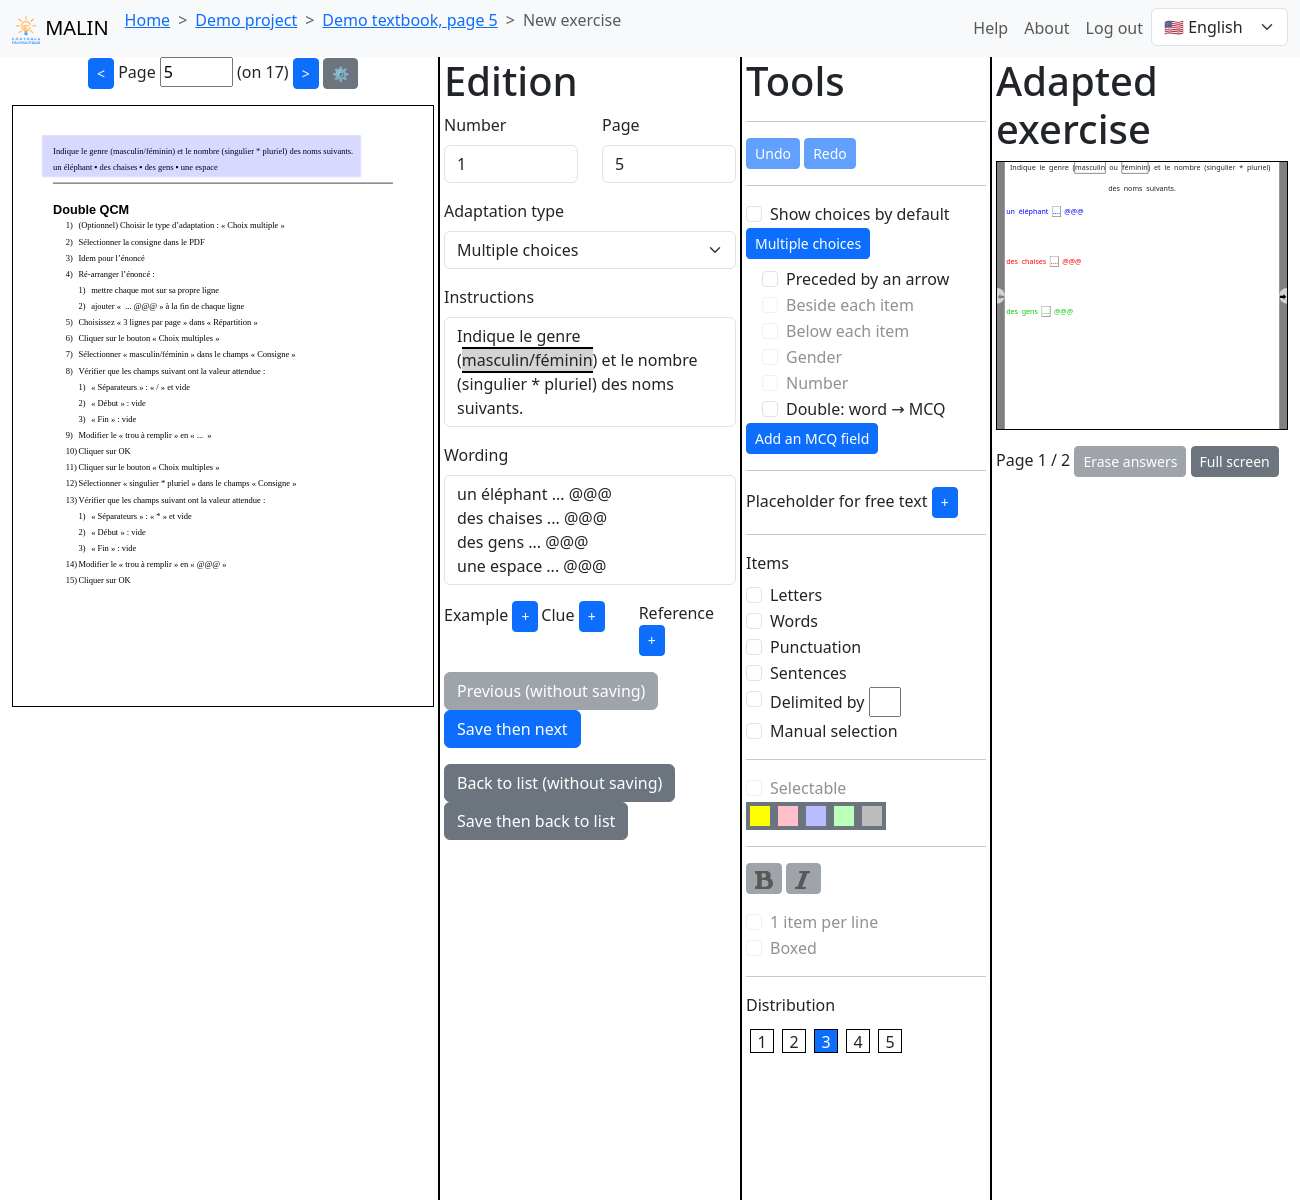 MALIN
Home > Demo project > Demo textbook, page 5 > New exercise
Help About Log out 🇺🇸 English
< Page 5 (on 17) > ⚙️
Indique le genre (masculin/féminin) et le nombre (singulier * pluriel) des noms suivants.
un éléphant • des chaises • des gens • une espace
Double QCM
1) (Optionnel) Choisir le type d’adaptation : « Choix multiple »
2) Sélectionner la consigne dans le PDF
3) Idem pour l’énoncé
4) Ré-arranger l’énoncé :
1) mettre chaque mot sur sa propre ligne
2) ajouter « ... @@@ » à la fin de chaque ligne
5) Choisissez « 3 lignes par page » dans « Répartition »
6) Cliquer sur le bouton « Choix multiples »
7) Sélectionner « masculin/féminin » dans le champs « Consigne »
8) Vérifier que les champs suivant ont la valeur attendue :
1) « Séparateurs » : « / » et vide
2) « Début » : vide
3) « Fin » : vide
9) Modifier le « trou à remplir » en « ... »
10) Cliquer sur OK
11) Cliquer sur le bouton « Choix multiples »
12) Sélectionner « singulier * pluriel » dans le champs « Consigne »
13) Vérifier que les champs suivant ont la valeur attendue :
1) « Séparateurs » : « * » et vide
2) « Début » : vide
3) « Fin » : vide
14) Modifier le « trou à remplir » en « @@@ »
15) Cliquer sur OK
Edition
Number Page
1 5
Adaptation type
Multiple choices
Instructions
Indique le genre
(masculin/féminin) et le nombre
(singulier * pluriel) des noms
suivants.
Wording
un éléphant ... @@@
des chaises ... @@@
des gens ... @@@
une espace ... @@@
Example + Clue + Reference
+
Previous (without saving)
Save then next
Back to list (without saving)
Save then back to list
Tools
Undo Redo
Show choices by default
Multiple choices
Preceded by an arrow
Beside each item
Below each item
Gender
Number
Double: word → MCQ
Add an MCQ field
Placeholder for free text +
Items
Letters
Words
Punctuation
Sentences
Delimited by
Manual selection
Selectable
B I
1 item per line
Boxed
Distribution
1 2 3 4 5
Adapted
exercise
Indique le genre (masculin ou féminin) et le nombre (singulier * pluriel)
des noms suivants.
un éléphant ... @@@
des chaises ... @@@
des gens ... @@@
Page 1 / 2 Erase answers Full screen